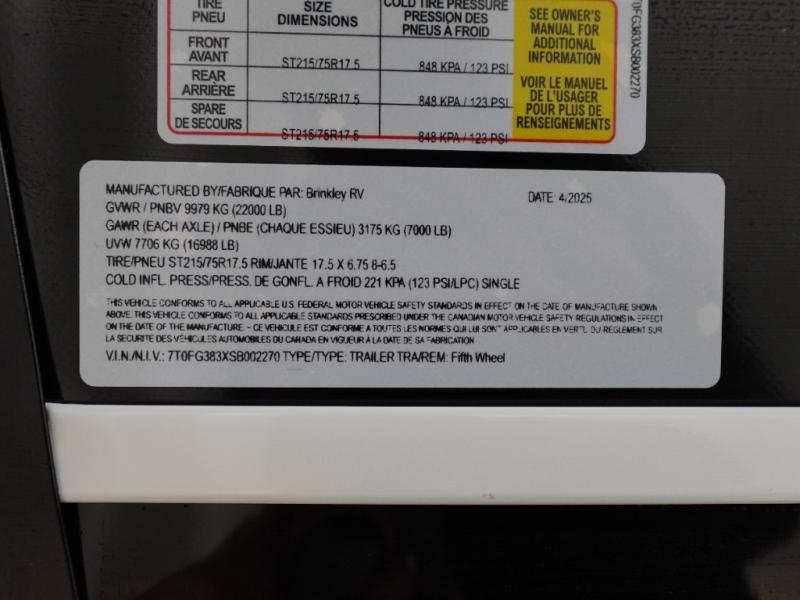 TIRE
PNEU
SIZE
DIMENSIONS
COLD TIRE PRESSURE
PRESSION DES
PNEUS À FROID
FRONT
AVANT
ST215/75R17.5
848 KPA / 123 PSI
REAR
ARRIÈRE
ST215/75R17.5
848 KPA / 123 PSI
SPARE
DE SECOURS
ST215/75R17.5
848 KPA / 123 PSI
SEE OWNER'S
MANUAL FOR
ADDITIONAL
INFORMATION
VOIR LE MANUEL
DE L'USAGER
POUR PLUS DE
RENSEIGNEMENTS
7T0FG383XSB002270
MANUFACTURED BY/FABRIQUE PAR: Brinkley RV
DATE: 4/2025
GVWR / PNBV 9979 KG (22000 LB)
GAWR (EACH AXLE) / PNBE (CHAQUE ESSIEU) 3175 KG (7000 LB)
UVW 7706 KG (16988 LB)
TIRE/PNEU ST215/75R17.5 RIM/JANTE 17.5 X 6.75 8-6.5
COLD INFL. PRESS/PRESS. DE GONFL. A FROID 221 KPA (123 PSI/LPC) SINGLE
THIS VEHICLE CONFORMS TO ALL APPLICABLE U.S. FEDERAL MOTOR VEHICLE SAFETY STANDARDS IN EFFECT ON THE DATE OF MANUFACTURE SHOWN
ABOVE. THIS VEHICLE CONFORMS TO ALL APPLICABLE STANDARDS PRESCRIBED UNDER THE CANADIAN MOTOR VEHICLE SAFETY REGULATIONS IN EFFECT
ON THE DATE OF THE MANUFACTURE. - CE VEHICULE EST CONFORME A TOUTES LES NORMES QUI LUI SONT APPLICABLES EN VERTU DU REGLEMENT SUR
LA SECURITE DES VEHICULES AUTOMOBILES DU CANADA EN VIGUEUR À LA DATE DE SA FABRICATION
V.I.N./N.I.V.: 7T0FG383XSB002270 TYPE/TYPE: TRAILER TRA/REM: Fifth Wheel